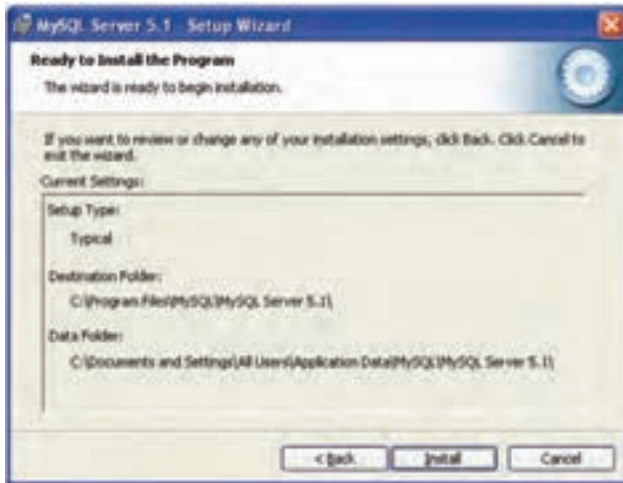 MySQL Server 5.1 - Setup Wizard
Ready to Install the Program
The wizard is ready to begin installation.
If you want to review or change any of your installation settings, click Back. Click Cancel to
exit the wizard.
Current Settings:
Setup Type:
Typical
Destination Folder:
C:\Program Files\MySQL\MySQL Server 5.1\
Data Folder:
C:\Documents and Settings\All Users\Application Data\MySQL\MySQL Server 5.1\
< Back
Install
Cancel